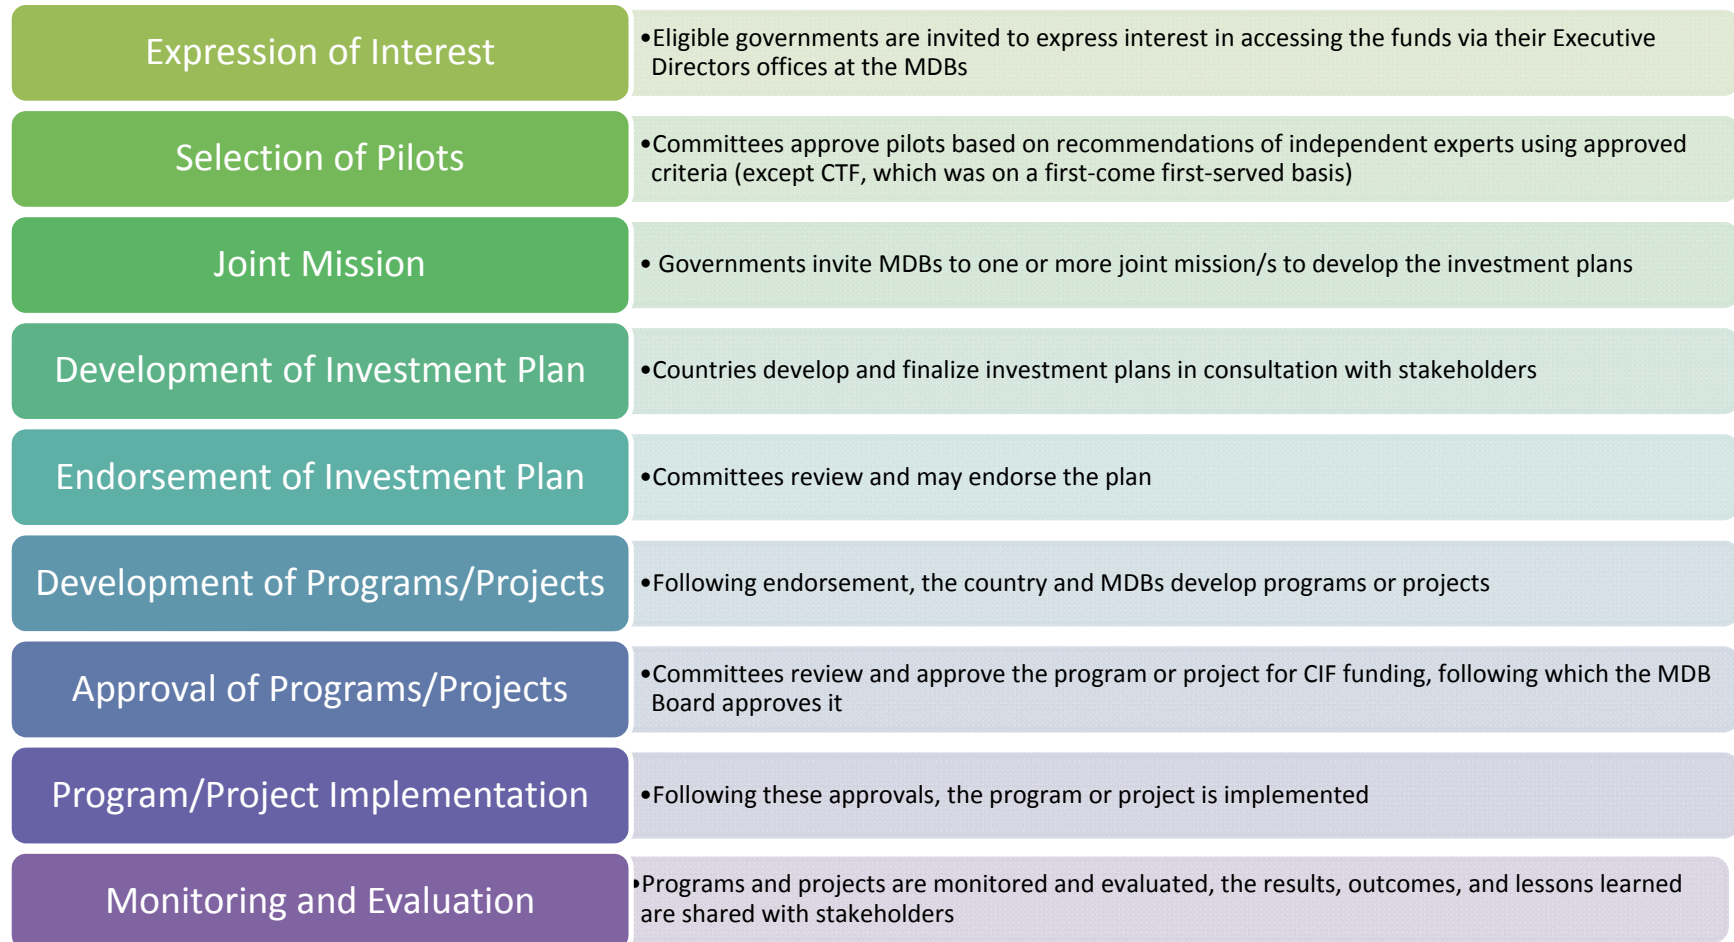 Expression of Interest
•Eligible governments are invited to express interest in accessing the funds via their Executive
Directors offices at the MDBs
Selection of Pilots
•Committees approve pilots based on recommendations of independent experts using approved
criteria (except CTF, which was on a first-come first-served basis)
Joint Mission
• Governments invite MDBs to one or more joint mission/s to develop the investment plans
Development of Investment Plan
•Countries develop and finalize investment plans in consultation with stakeholders
Endorsement of Investment Plan
•Committees review and may endorse the plan
Development of Programs/Projects
•Following endorsement, the country and MDBs develop programs or projects
Approval of Programs/Projects
•Committees review and approve the program or project for CIF funding, following which the MDB
Board approves it
Program/Project Implementation
•Following these approvals, the program or project is implemented
Monitoring and Evaluation
•Programs and projects are monitored and evaluated, the results, outcomes, and lessons learned
are shared with stakeholders